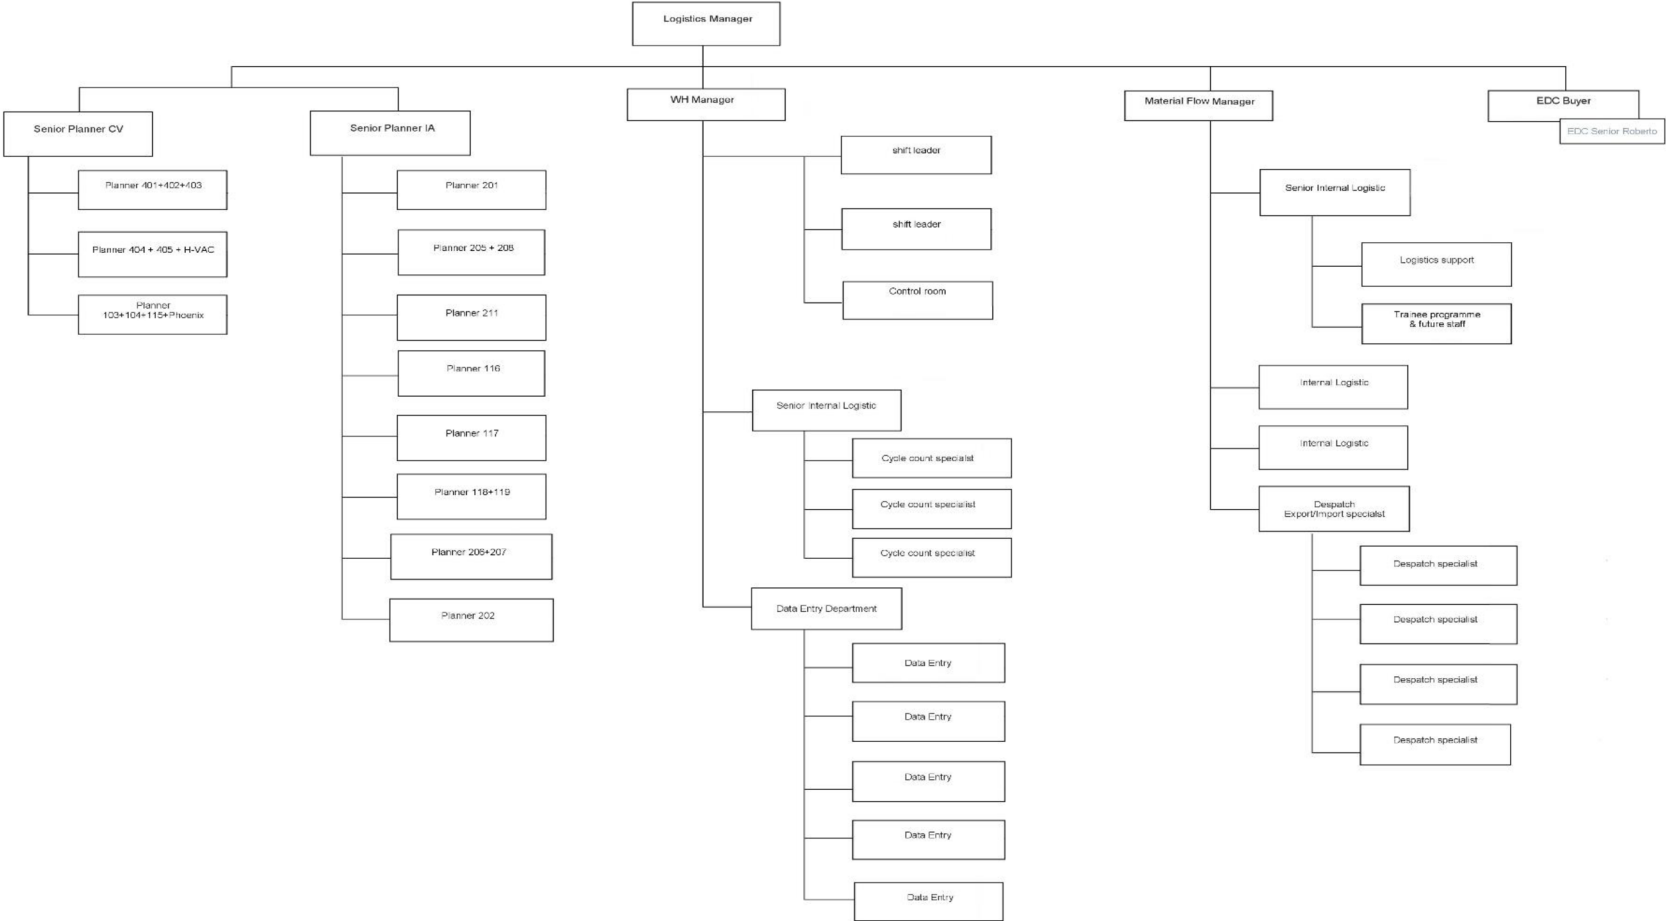 Logistics Manager
WH Manager
Material Flow Manager
EDC Buyer
EDC Senior Roberto
Senior Planner CV
Planner 401+402+403
Planner 404 + 405 + H-VAC
Planner
103+104+115+Phoenix
Senior Planner IA
Planner 201
Planner 205 + 208
Planner 211
Planner 116
Planner 117
Planner 118+119
Planner 206+207
Planner 202
shift leader
shift leader
Control room
Senior Internal Logistic
Cycle count specialst
Cycle count specialist
Cycle count specialist
Data Entry Department
Data Entry
Data Entry
Data Entry
Data Entry
Data Entry
Senior Internal Logistic
Logistics support
Trainee programme
& future staff
Internal Logistic
Internal Logistic
Despatch
Export/Import specialst
Despatch specialist
Despatch specialist
Despatch specialist
Despatch specialist